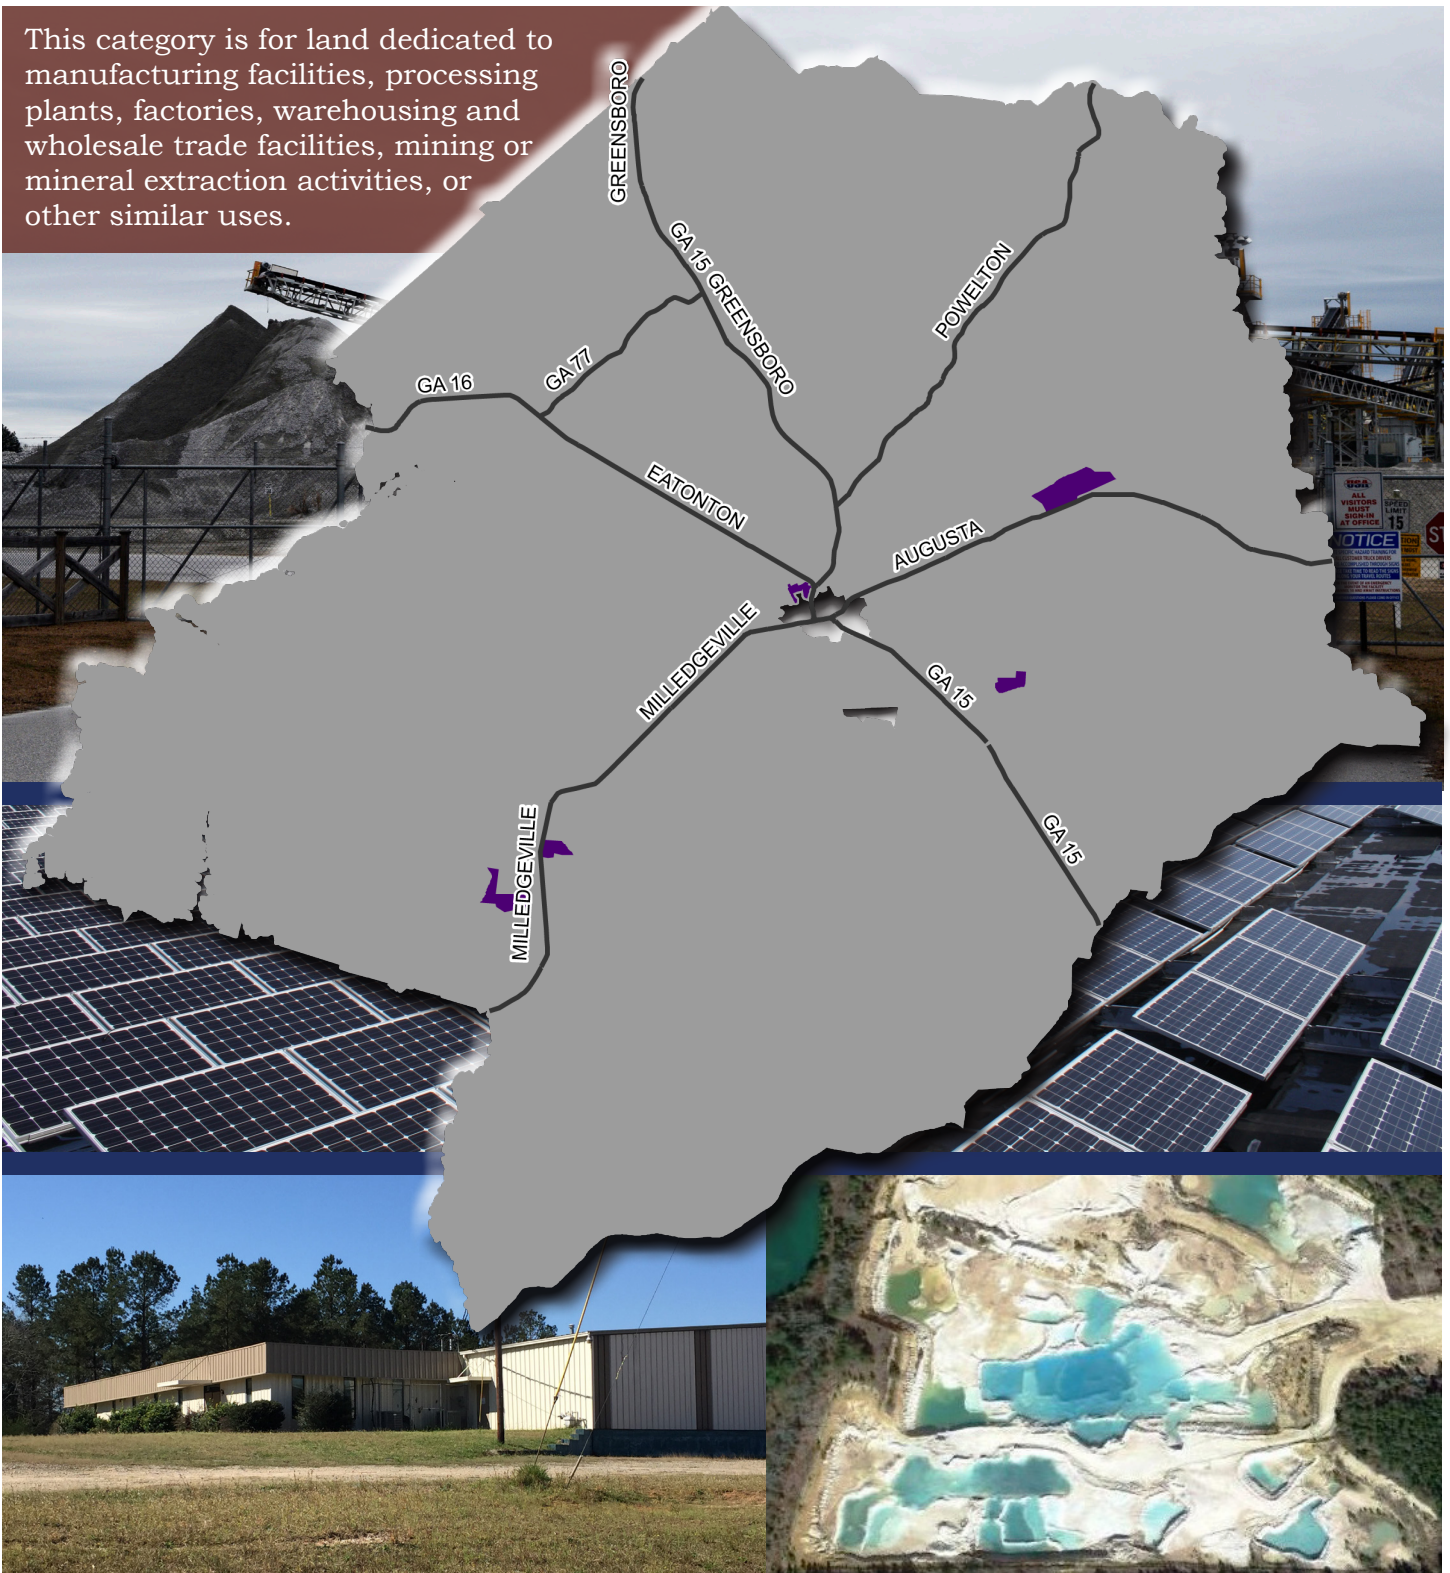 This category is for land dedicated to
manufacturing facilities, processing
plants, factories, warehousing and
wholesale trade facilities, mining or
mineral extraction activities, or
other similar uses.
GREENSBORO
GA 15 GREENSBORO
POWELTON
GA 77
GA 16
EATONTON
AUGUSTA
MILLEDGEVILLE
GA 15
GA 15
MILLEDGEVILLE
USA
ALL
VISITORS
MUST
SIGN-IN
AT OFFICE
SPEED
LIMIT
15
NOTICE